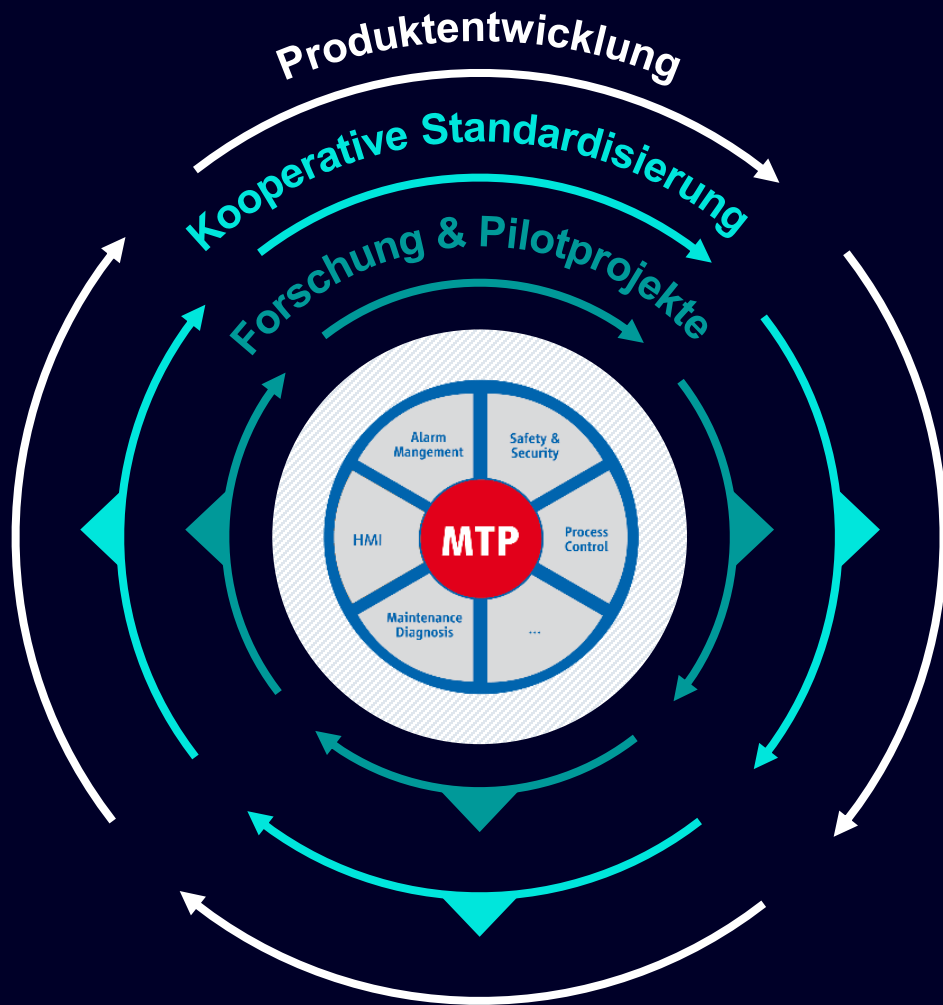 Produktentwicklung
Kooperative Standardisierung
Forschung & Pilotprojekte
Alarm
Mangement
Safety &
Security
HMI
MTP
Process
Control
Maintenance
Diagnosis
...